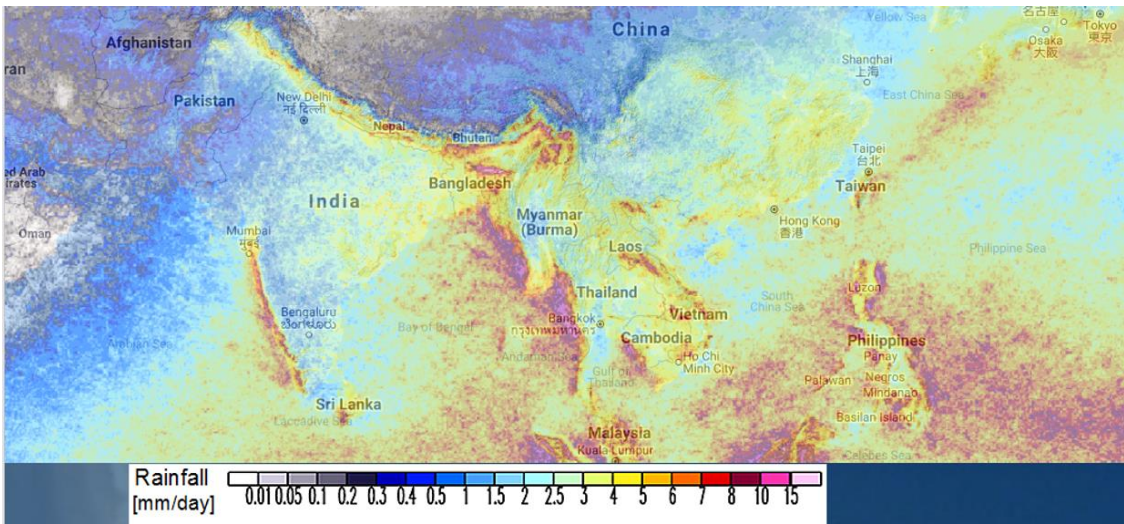 China
Yellow Sea
名古屋
Tokyo
東京
Osaka
大阪
Afghanistan
ran
Shanghai
上海
East China Sea
Pakistan
New Delhi
नई दिल्ली
Nepal
Bhutan
Taipei
台北
Taiwan
ed Arab
irates
Bangladesh
India
Myanmar
(Burma)
Hong Kong
香港
Oman
Mumbai
मुंबई
Laos
Philippine Sea
Luzon
Thailand
South
China Sea
Bengaluru
Bangkok
กรุงเทพมหานคร
Vietnam
Bay of Bengal
Arabian Sea
Cambodia
Philippines
Andaman Sea
Ho Chi
Minh City
Panay
Gulf of
Thailand
Palawan
Negros
Mindanao
Sri Lanka
Basilan Island
Laccadive Sea
Malaysia
Kuala Lumpur
Celebes Sea
Rainfall
[mm/day]
0.01 0.05 0.1 0.2 0.3 0.4 0.5 1 1.5 2 2.5 3 4 5 6 7 8 10 15